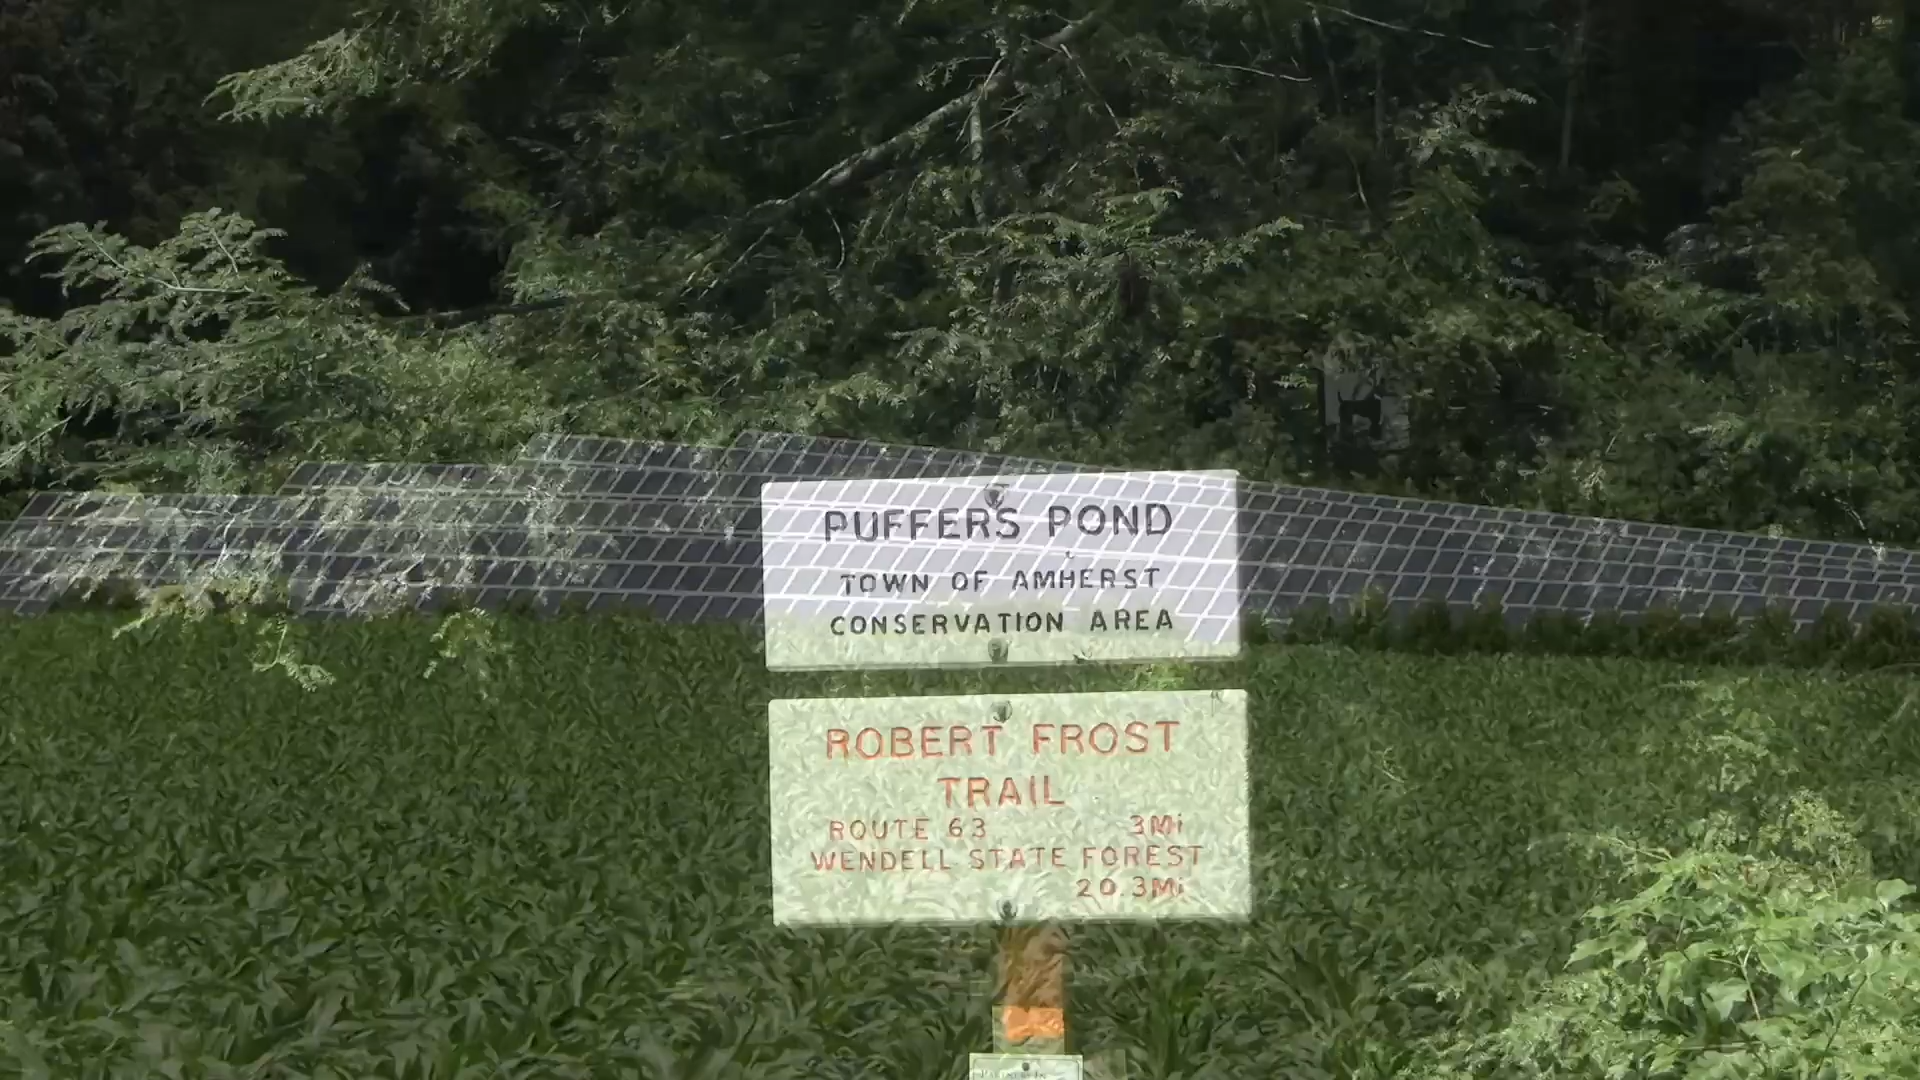 PUFFERS POND
TOWN OF AMHERST
CONSERVATION AREA
ROBERT FROST
TRAIL
ROUTE 63 3Mi
WENDELL STATE FOREST
20.3Mi